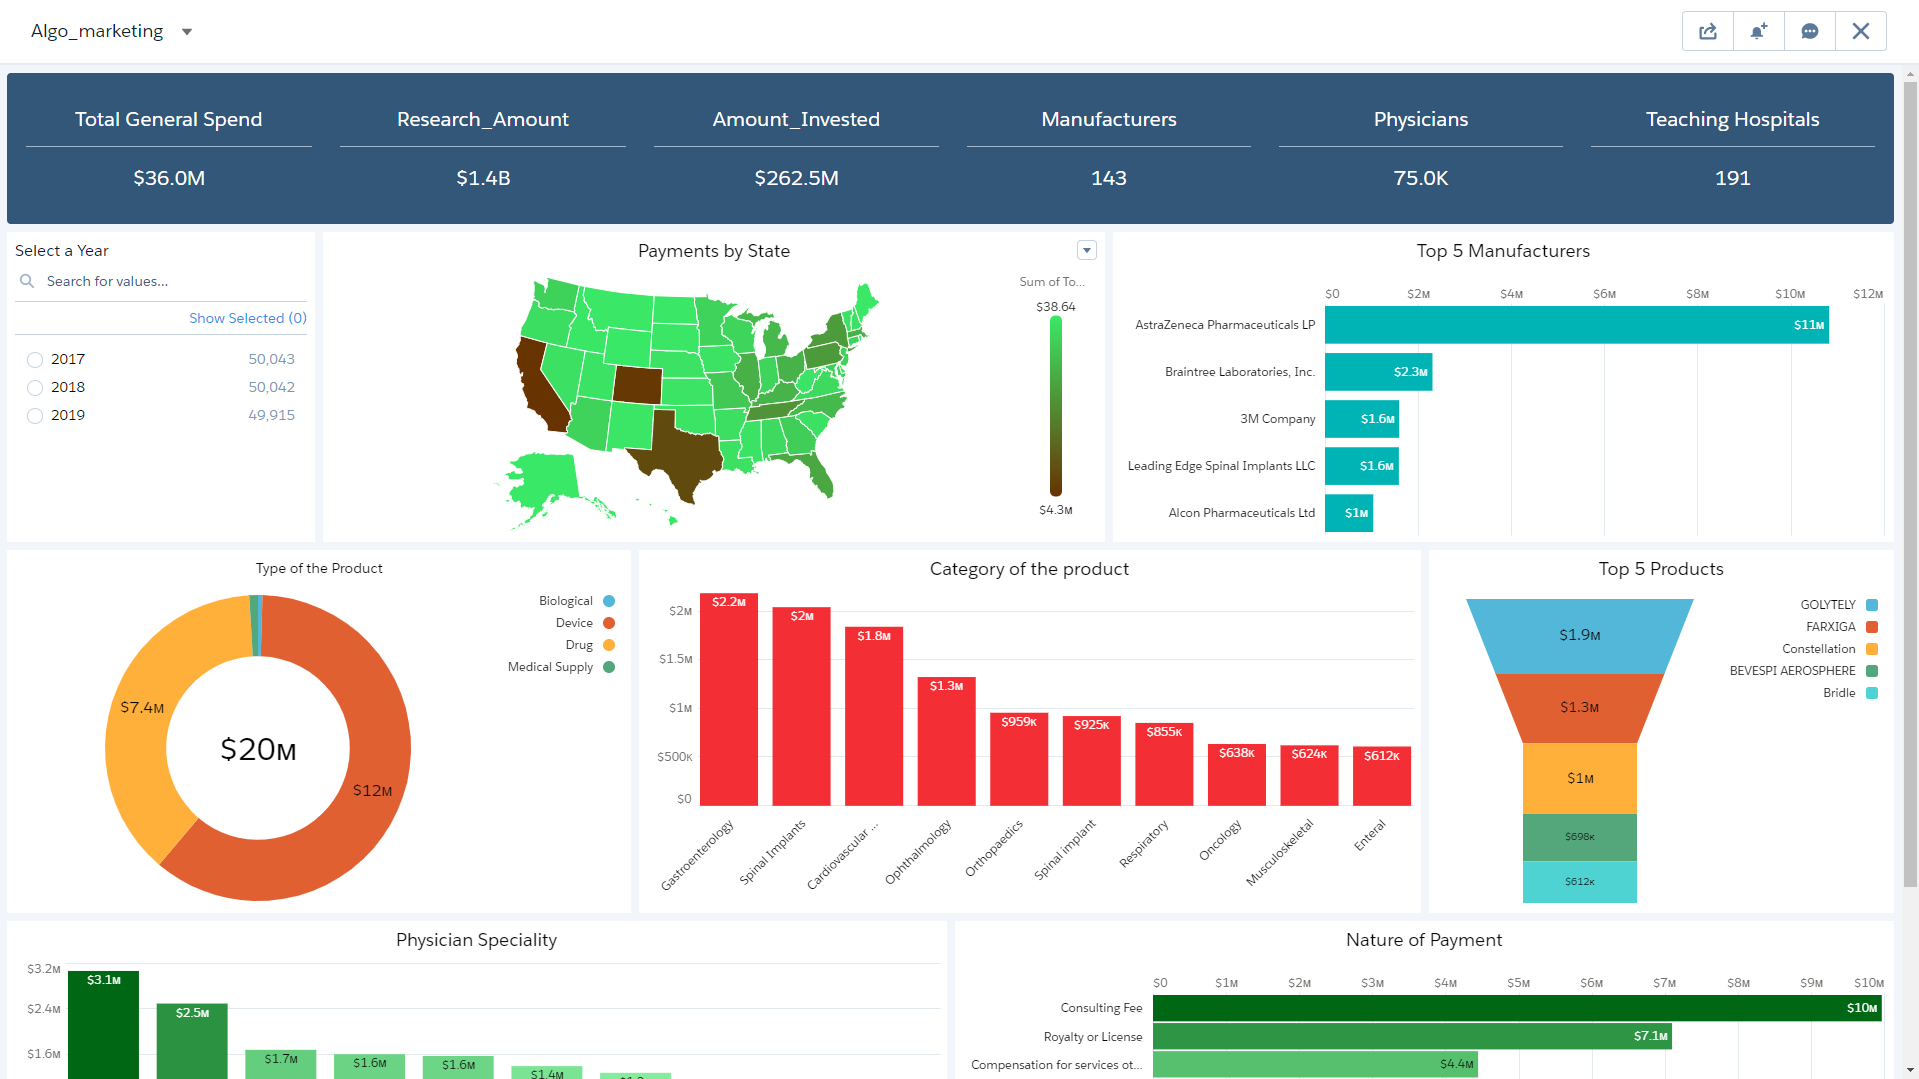 Algo_marketing
Total General Spend
$36.0M
Research_Amount
$1.4B
Amount_Invested
$262.5M
Manufacturers
143
Physicians
75.0K
Teaching Hospitals
191
Select a Year
Search for values...
Show Selected (0)
2017 50,043
2018 50,042
2019 49,915
Payments by State
Sum of To...
$38.64
$4.3M
Top 5 Manufacturers
$0 $2M $4M $6M $8M $10M $12M
AstraZeneca Pharmaceuticals LP $11M
Braintree Laboratories, Inc. $2.3M
3M Company $1.6M
Leading Edge Spinal Implants LLC $1.6M
Alcon Pharmaceuticals Ltd $1M
Type of the Product
Biological
Device
Drug
Medical Supply
$7.4M
$20M
$12M
Category of the product
$2M
$1.5M
$1M
$500K
$0
$2.2M
$2M
$1.8M
$1.3M
$959K
$925K
$855K
$638K
$624K
$612K
Gastroenterology
Spinal Implants
Cardiovascular ...
Ophthalmology
Orthopaedics
Spinal implant
Respiratory
Oncology
Musculoskeletal
Enteral
Top 5 Products
GOLYTELY
FARXIGA
Constellation
BEVESPI AEROSPHERE
Bridle
$1.9M
$1.3M
$1M
$698K
$612K
Physician Speciality
$3.2M
$2.4M
$1.6M
$3.1M
$2.5M
$1.7M
$1.6M
$1.6M
$1.4M
Nature of Payment
$0 $1M $2M $3M $4M $5M $6M $7M $8M $9M $10M
Consulting Fee $10M
Royalty or License $7.1M
Compensation for services ot... $4.4M